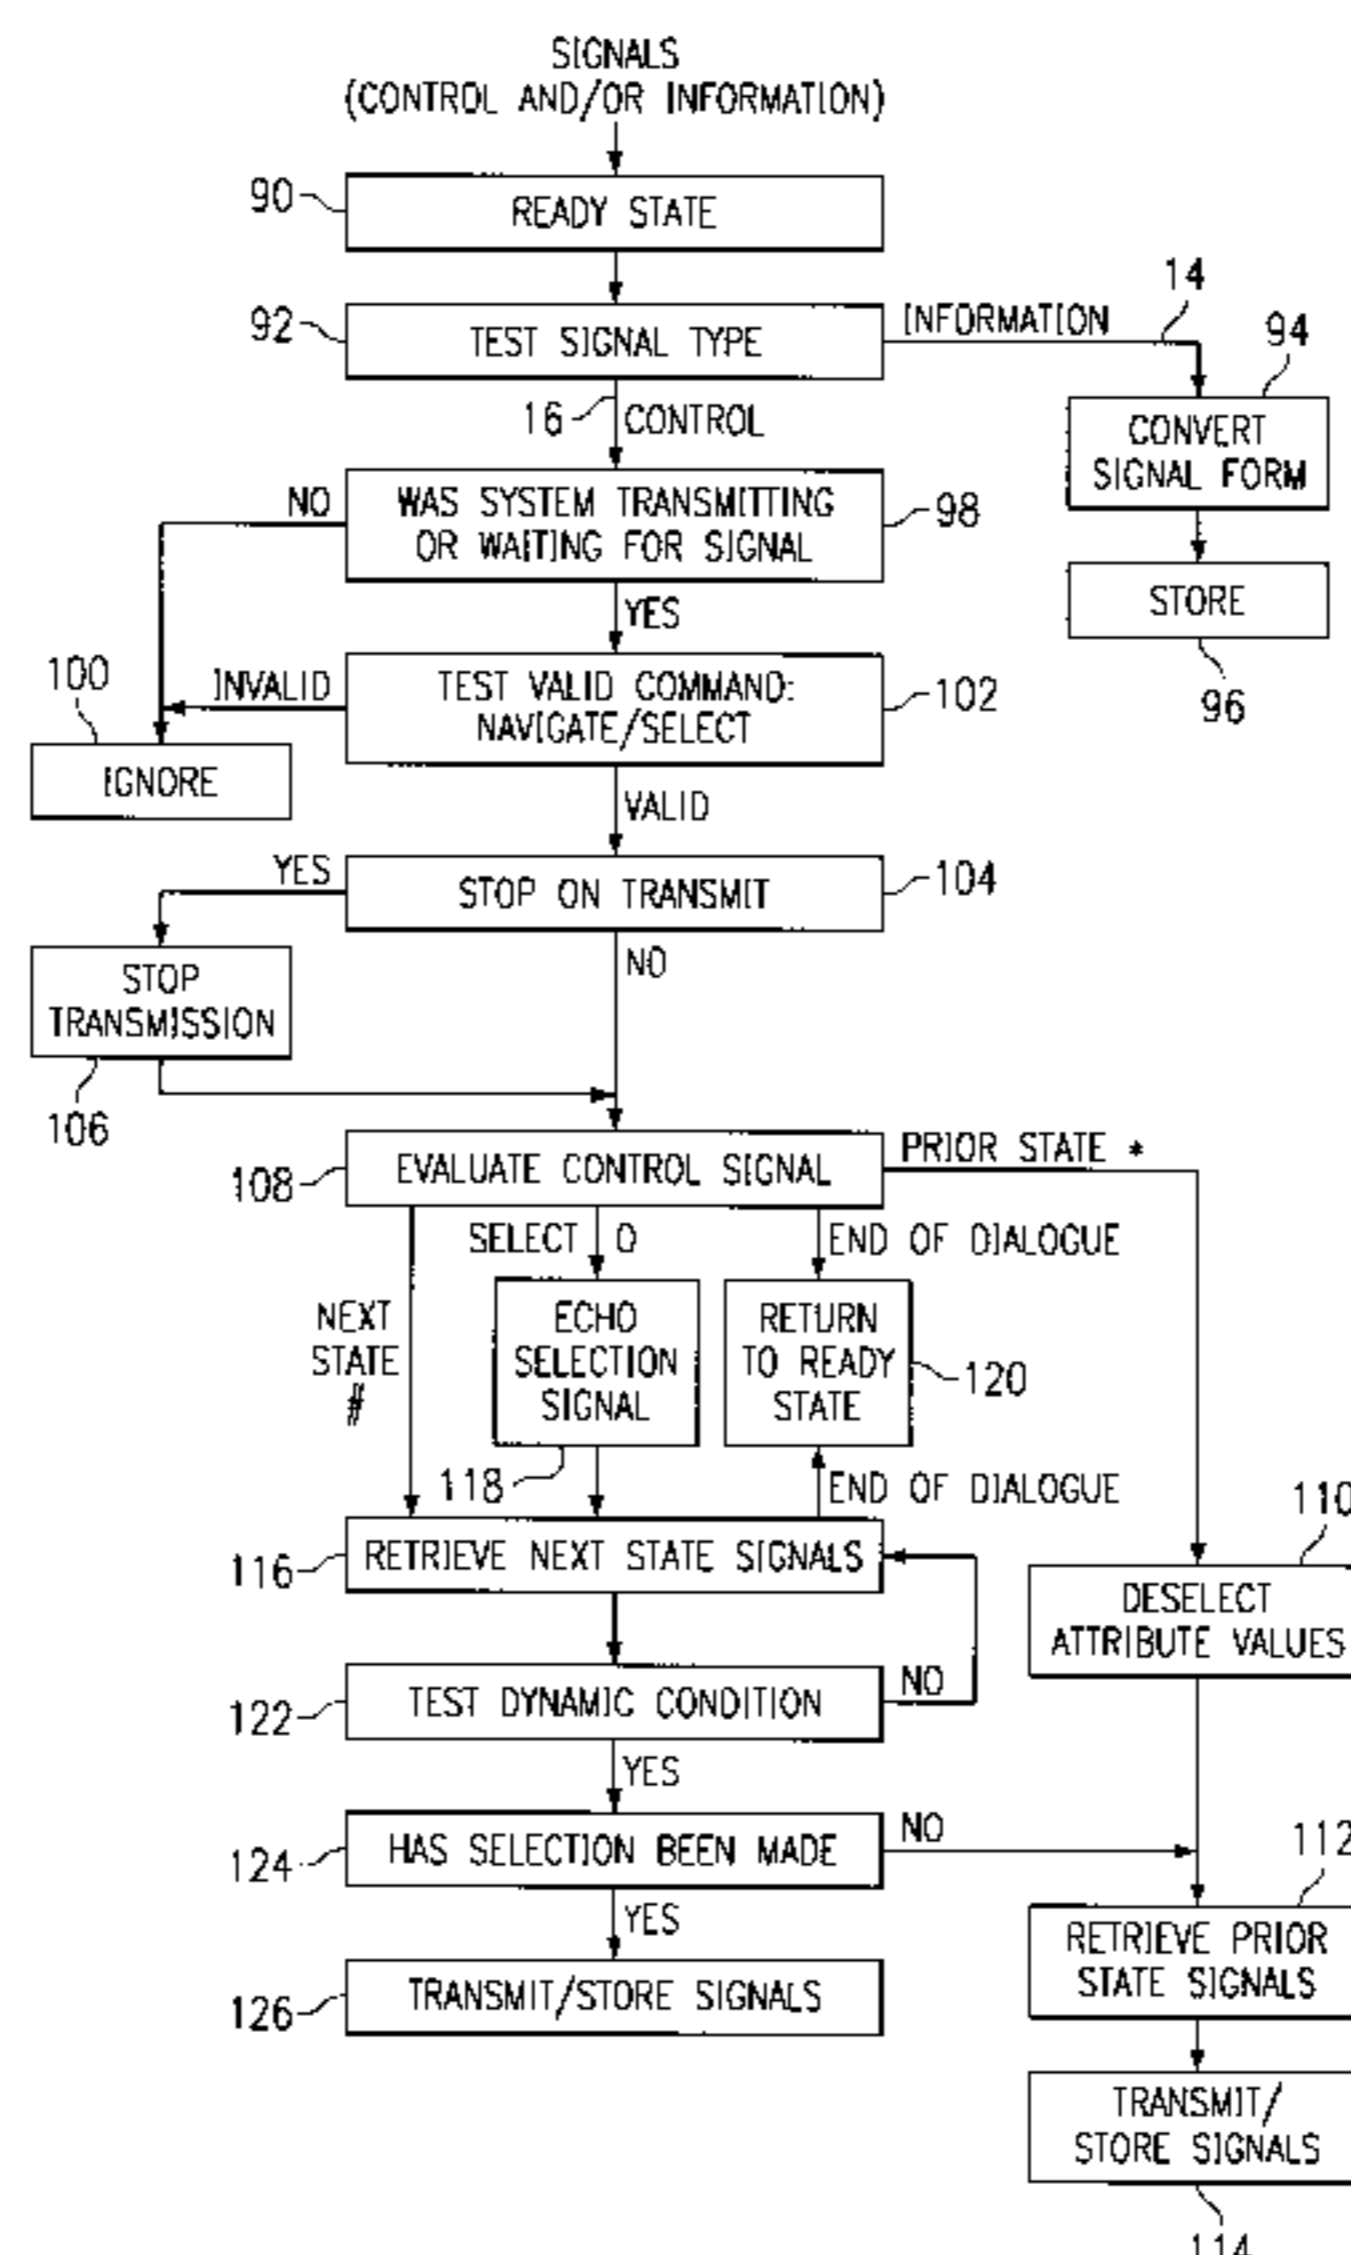 SIGNALS
(CONTROL AND/OR INFORMATION)
90
READY STATE
14
92
TEST SIGNAL TYPE
INFORMATION
94
16
CONTROL
CONVERT
SIGNAL FORM
NO
WAS SYSTEM TRANSMITTING
OR WAITING FOR SIGNAL
98
STORE
YES
96
100
INVALID
TEST VALID COMMAND:
NAVIGATE/SELECT
102
IGNORE
VALID
YES
STOP ON TRANSMIT
104
STOP
TRANSMISSION
NO
106
108
EVALUATE CONTROL SIGNAL
PRIOR STATE *
SELECT 0
END OF DIALOGUE
NEXT
STATE
#
ECHO
SELECTION
SIGNAL
RETURN
TO READY
STATE
120
118
END OF DIALOGUE
110
116
RETRIEVE NEXT STATE SIGNALS
DESELECT
ATTRIBUTE VALUES
122
TEST DYNAMIC CONDITION
NO
YES
124
HAS SELECTION BEEN MADE
NO
112
YES
RETRIEVE PRIOR
STATE SIGNALS
126
TRANSMIT/STORE SIGNALS
TRANSMIT/
STORE SIGNALS
114